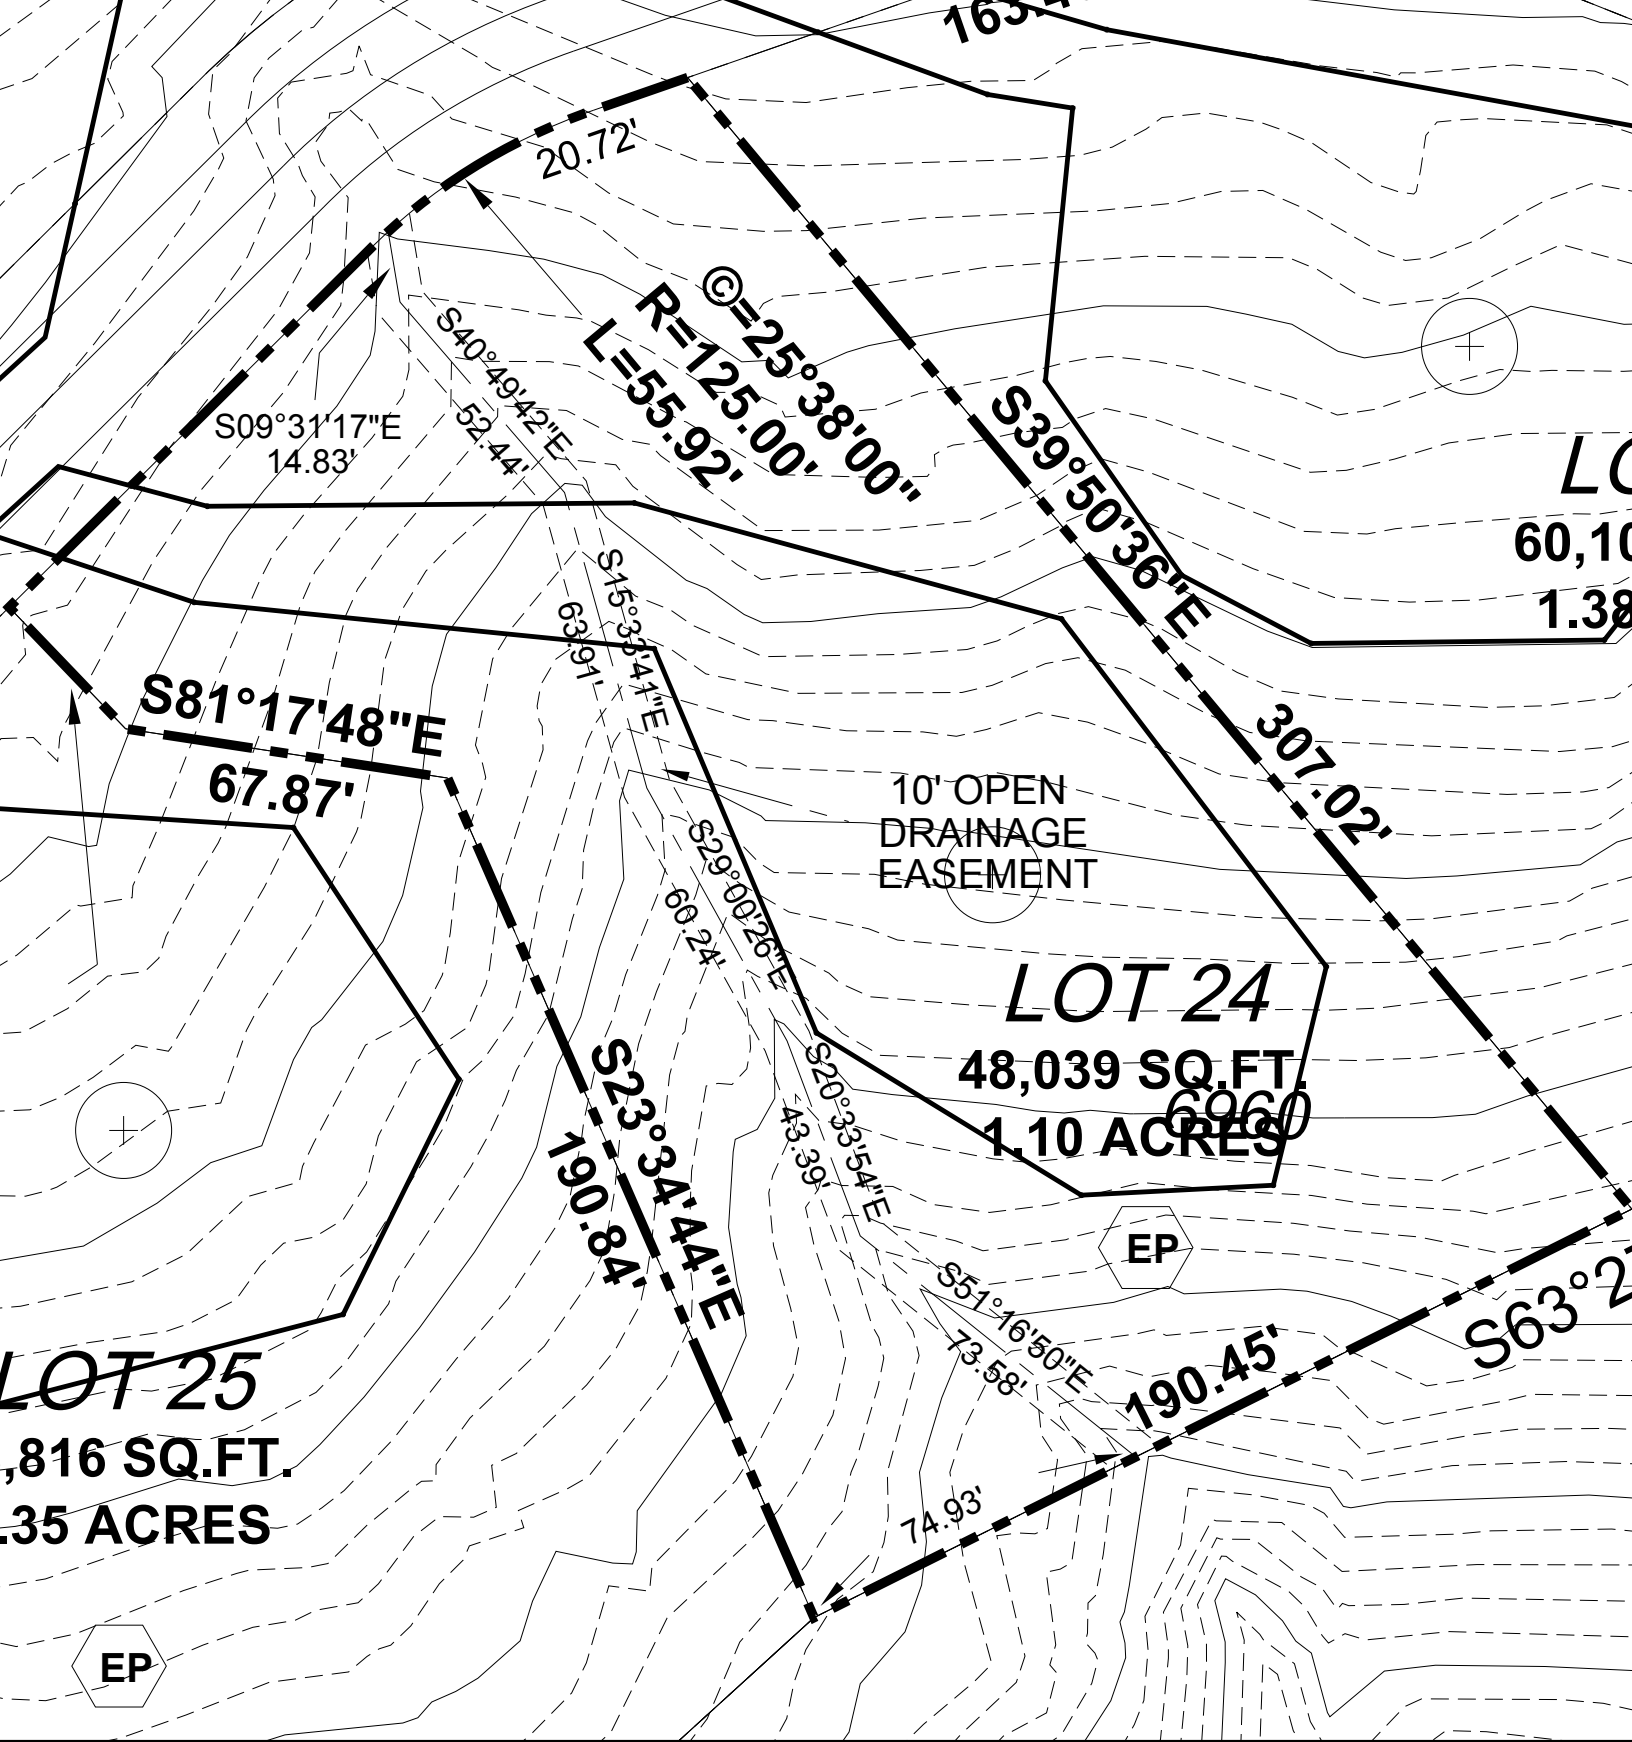 20.72'
©=25°38'00"
R=125.00'
L=55.92'
S40°49'42"E
52.44'
S09°31'17"E
14.83'
S39°50'36"E
307.02'
60,10
1.38
S15°33'41"E
63.91'
S81°17'48"E
67.87'
10' OPEN
DRAINAGE
EASEMENT
S29°00'26"E
60.24'
LOT 24
48,039 SQ.FT.
1.10 ACRES
6960
S20°33'54"E
43.39'
S23°34'44"E
190.84'
EP
S51°16'50"E
73.58'
190.45'
S63°2
LOT 25
,816 SQ.FT.
.35 ACRES
74.93'
EP